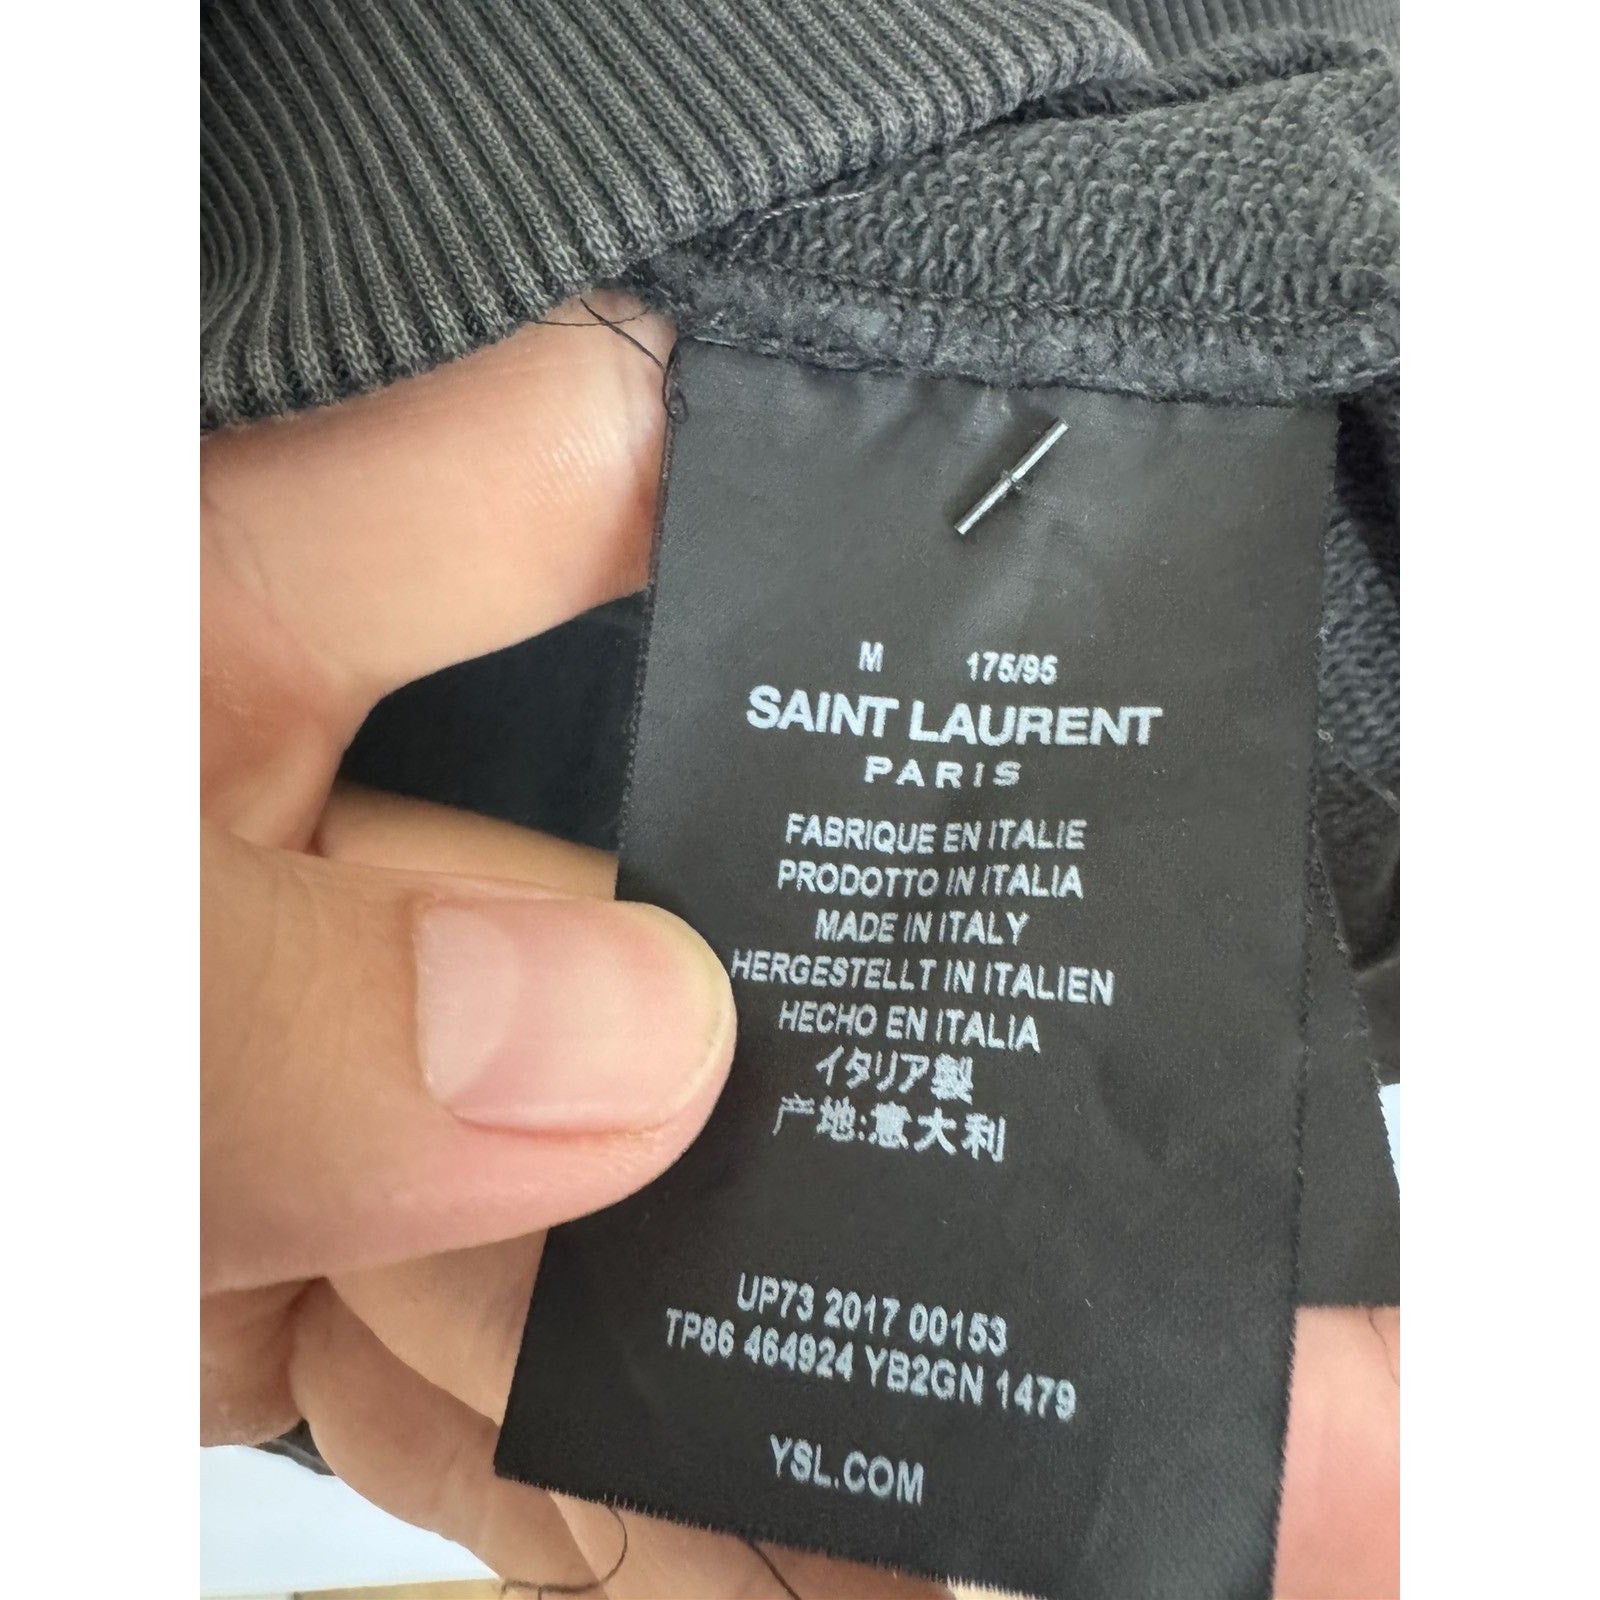 M 175/95
SAINT LAURENT
PARIS
FABRIQUE EN ITALIE
PRODOTTO IN ITALIA
MADE IN ITALY
HERGESTELLT IN ITALIEN
HECHO EN ITALIA
イタリア製
产地:意大利
UP73 2017 00153
TP86 464924 YB2GN 1479
YSL.COM